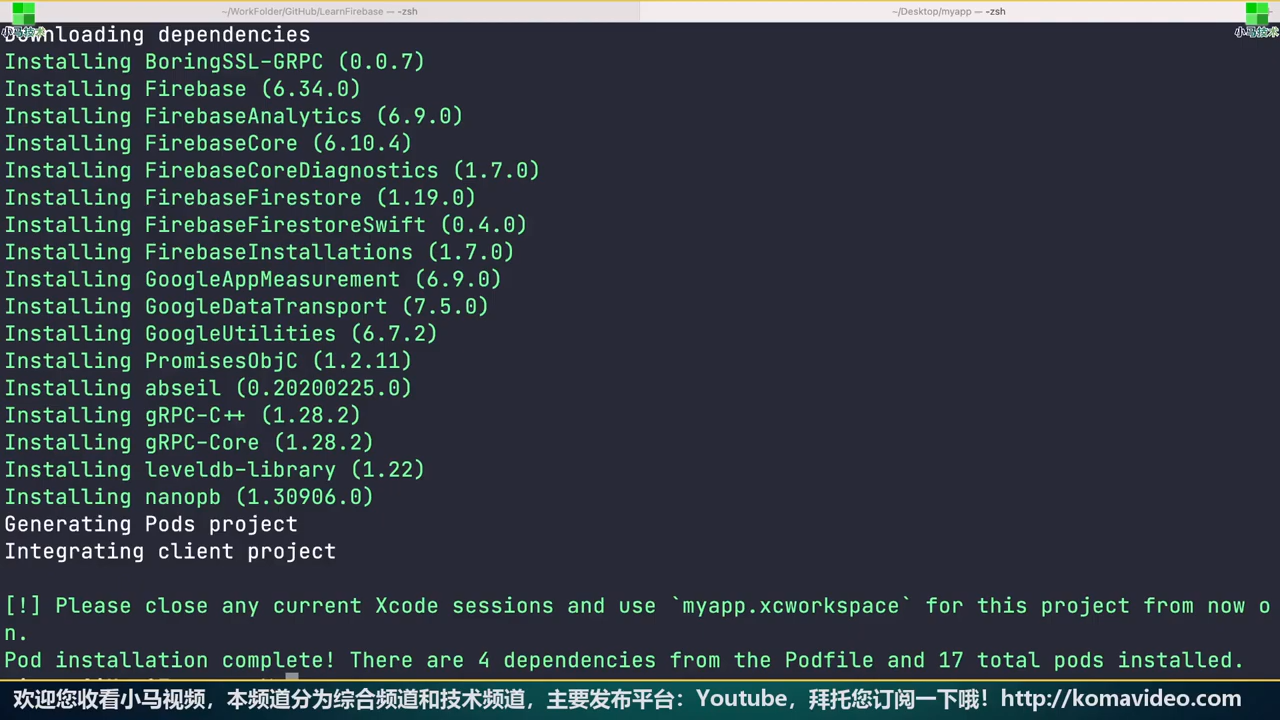 ~/WorkFolder/GitHub/LearnFirebase — -zsh
~/Desktop/myapp — -zsh
小马技术
小马技术
Downloading dependencies
Installing BoringSSL-GRPC (0.0.7)
Installing Firebase (6.34.0)
Installing FirebaseAnalytics (6.9.0)
Installing FirebaseCore (6.10.4)
Installing FirebaseCoreDiagnostics (1.7.0)
Installing FirebaseFirestore (1.19.0)
Installing FirebaseFirestoreSwift (0.4.0)
Installing FirebaseInstallations (1.7.0)
Installing GoogleAppMeasurement (6.9.0)
Installing GoogleDataTransport (7.5.0)
Installing GoogleUtilities (6.7.2)
Installing PromisesObjC (1.2.11)
Installing abseil (0.20200225.0)
Installing gRPC-C++ (1.28.2)
Installing gRPC-Core (1.28.2)
Installing leveldb-library (1.22)
Installing nanopb (1.30906.0)
Generating Pods project
Integrating client project
[!] Please close any current Xcode sessions and use `myapp.xcworkspace` for this project from now o
n.
Pod installation complete! There are 4 dependencies from the Podfile and 17 total pods installed.
欢迎您收看小马视频，本频道分为综合频道和技术频道，主要发布平台：Youtube，拜托您订阅一下哦！http://komavideo.com